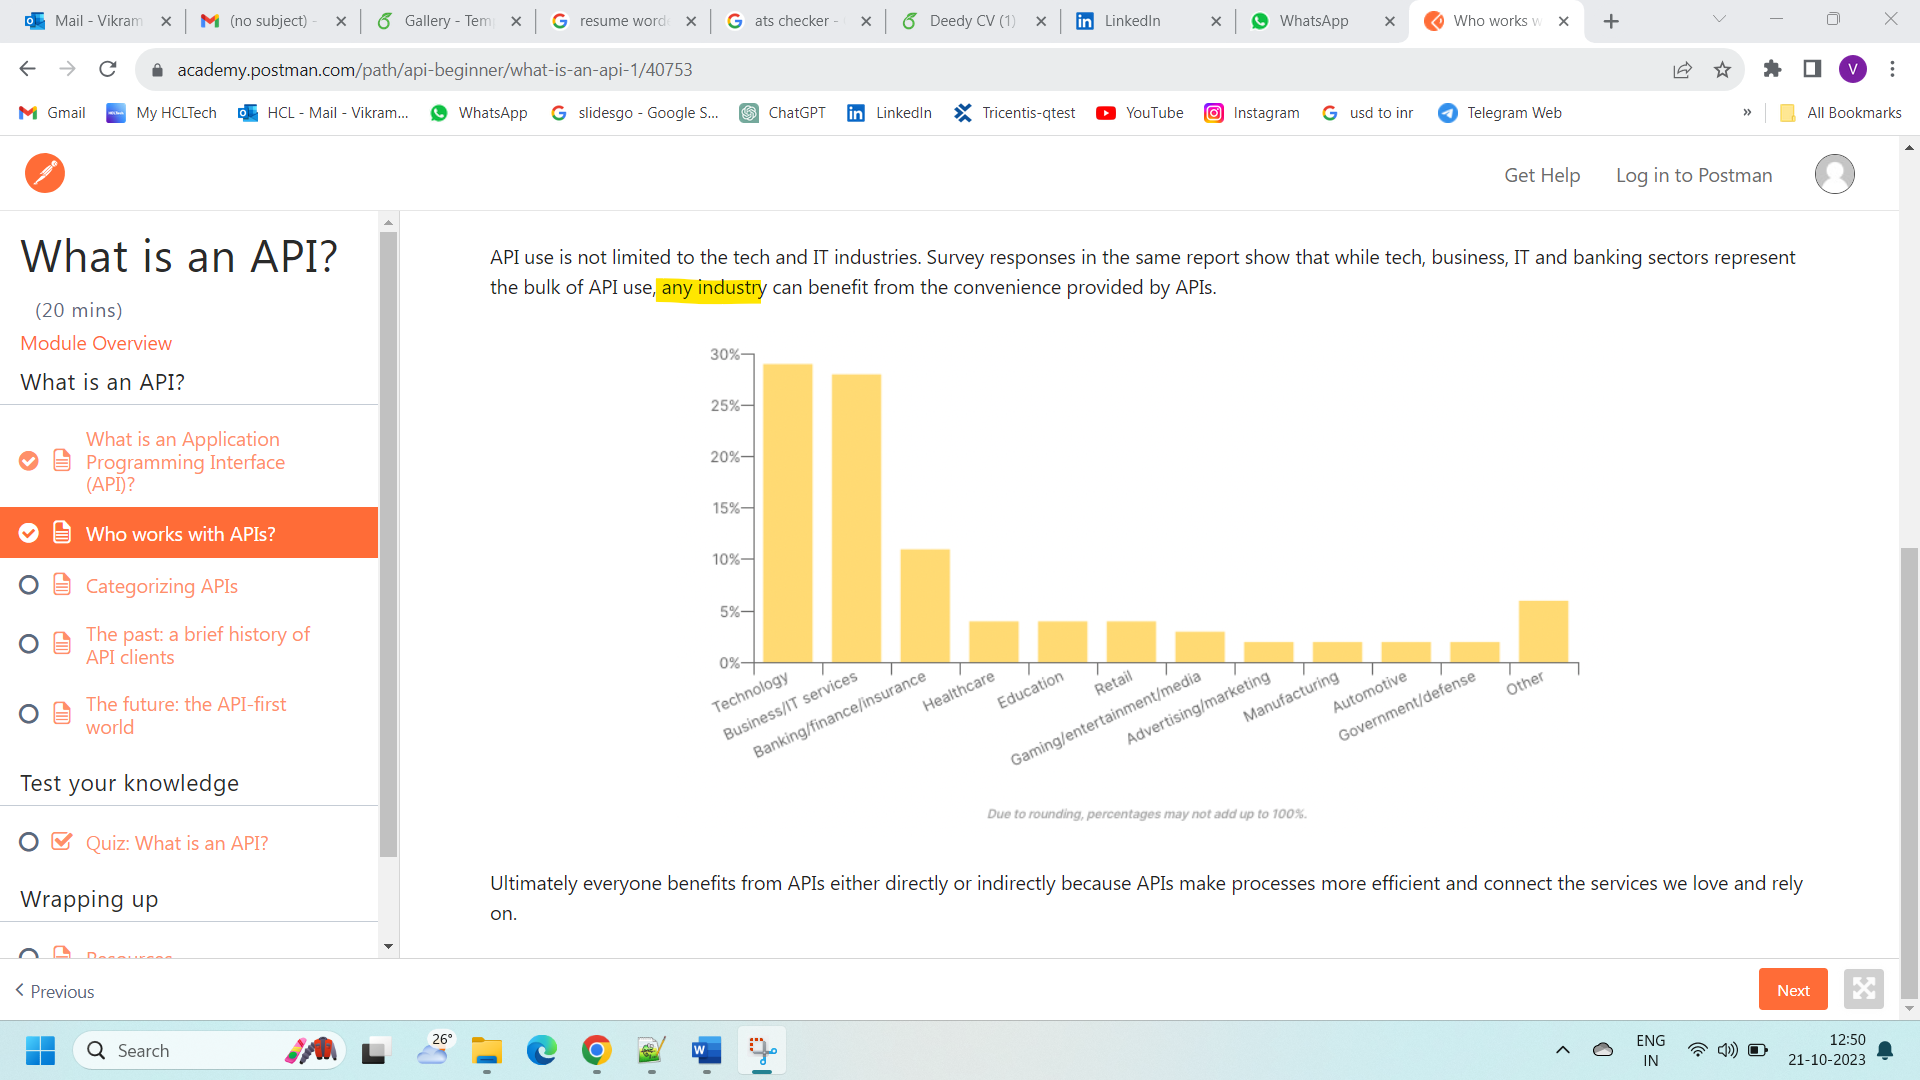 Mail - Vikram
(no subject) -
Gallery - Temp
resume worde
ats checker -
Deedy CV (1)
LinkedIn
WhatsApp
Who works w
academy.postman.com/path/api-beginner/what-is-an-api-1/40753
V
Gmail
My HCLTech
HCL - Mail - Vikram...
WhatsApp
slidesgo - Google S...
ChatGPT
LinkedIn
Tricentis-qtest
YouTube
Instagram
usd to inr
Telegram Web
»
All Bookmarks
Get Help
Log in to Postman
What is an API?
(20 mins)
Module Overview
What is an API?
What is an Application
Programming Interface
(API)?
Who works with APIs?
Categorizing APIs
The past: a brief history of
API clients
The future: the API-first
world
Test your knowledge
Quiz: What is an API?
Wrapping up
Resources
API use is not limited to the tech and IT industries. Survey responses in the same report show that while tech, business, IT and banking sectors represent
the bulk of API use, any industry can benefit from the convenience provided by APIs.
30%
25%
20%
15%
10%
5%
0%
Technology
Business/IT services
Banking/finance/insurance
Healthcare
Education
Retail
Gaming/entertainment/media
Advertising/marketing
Manufacturing
Automotive
Government/defense
Other
Due to rounding, percentages may not add up to 100%.
Ultimately everyone benefits from APIs either directly or indirectly because APIs make processes more efficient and connect the services we love and rely
on.
Previous
Next
Search
26°
ENG
IN
12:50
21-10-2023